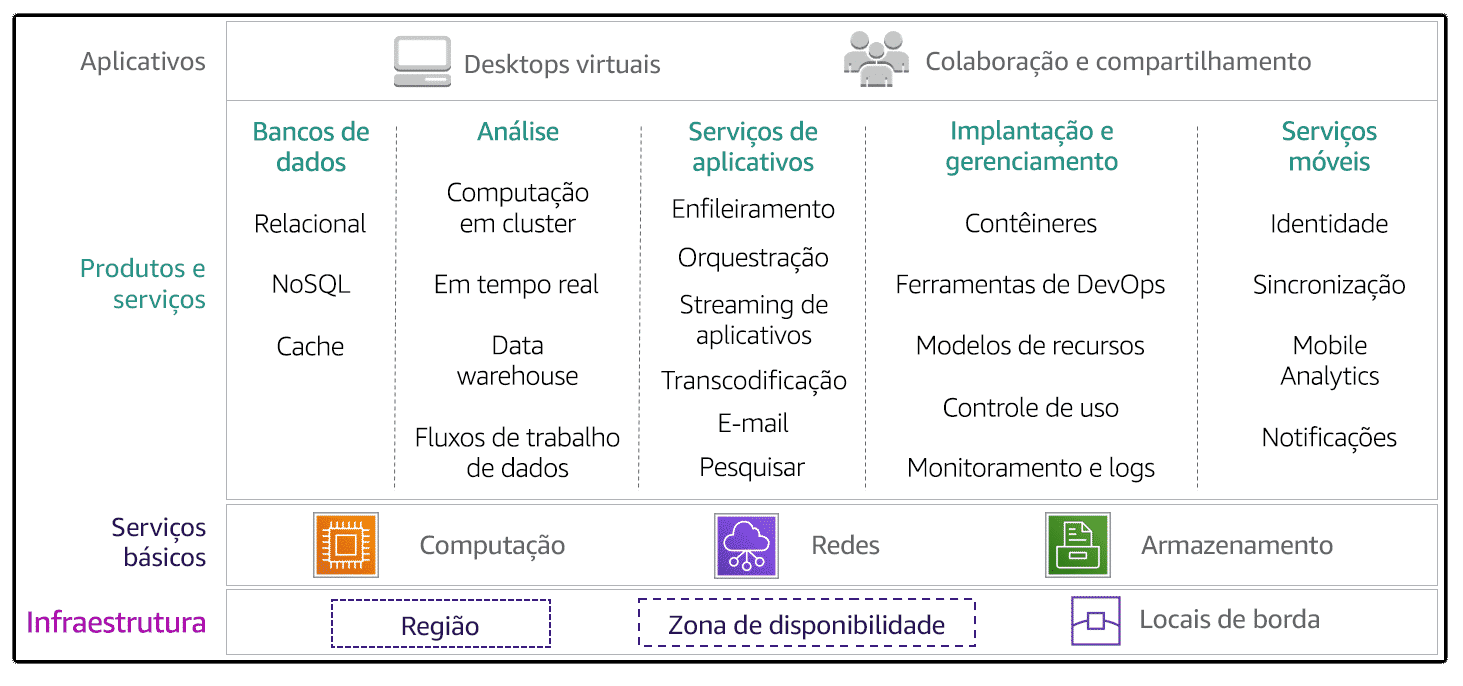 Aplicativos
Desktops virtuais
Colaboração e compartilhamento
Produtos e
serviços
Bancos de
dados
Relacional
NoSQL
Cache
Análise
Computação
em cluster
Em tempo real
Data
warehouse
Fluxos de trabalho
de dados
Serviços de
aplicativos
Enfileiramento
Orquestração
Streaming de
aplicativos
Transcodificação
E-mail
Pesquisar
Implantação e
gerenciamento
Contêineres
Ferramentas de DevOps
Modelos de recursos
Controle de uso
Monitoramento e logs
Serviços
móveis
Identidade
Sincronização
Mobile
Analytics
Notificações
Serviços
básicos
Computação
Redes
Armazenamento
Infraestrutura
Região
Zona de disponibilidade
Locais de borda